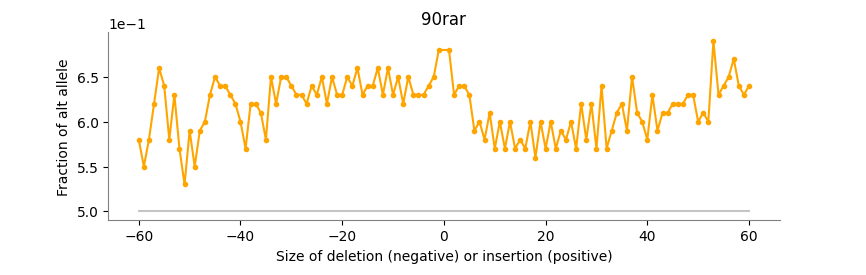 90rar
1e−1
Fraction of alt allele
6.5
6.0
5.5
5.0
−60 −40 −20 0 20 40 60
Size of deletion (negative) or insertion (positive)